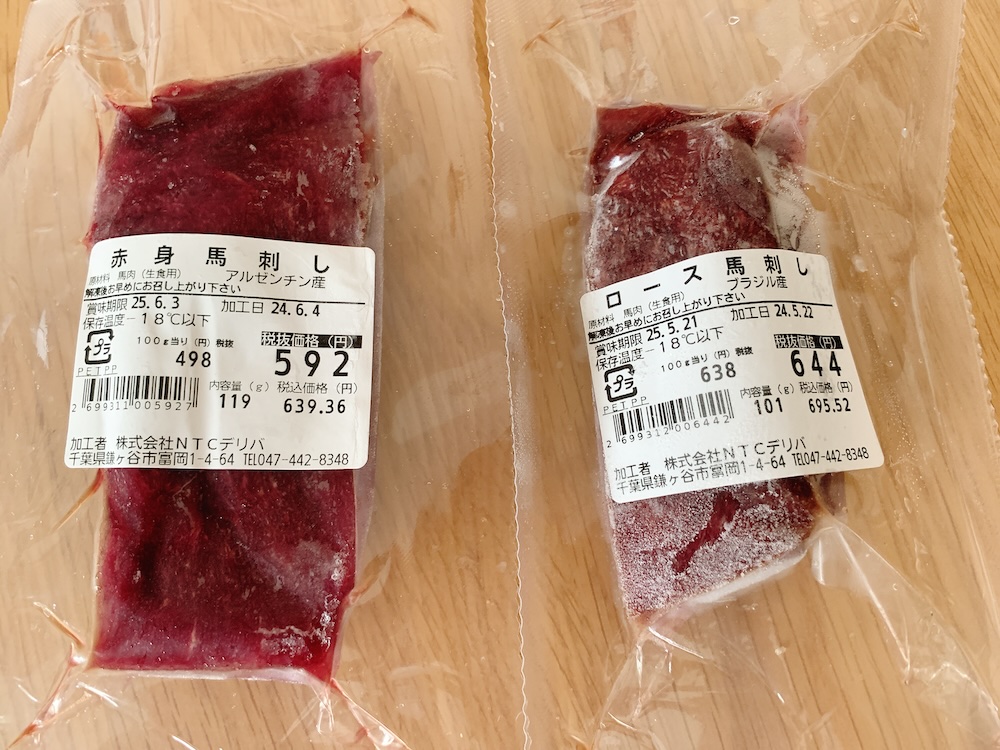 赤身馬刺し
原材料 馬肉（生食用） アルゼンチン産
解凍後お早めにお召し上がり下さい
賞味期限 25.6.3 加工日 24.6.4
保存温度－18℃以下
プラ
PETPP
100g当り（円）税抜 税抜価格（円）
498 592
内容量（g） 税込価格（円）
119 639.36
2699311005927
加工者 株式会社NTCデリバ
千葉県鎌ヶ谷市富岡1-4-64 TEL047-442-8348
ロース馬刺し
原材料 馬肉（生食用） ブラジル産
解凍後お早めにお召し上がり下さい
賞味期限 25.5.21 加工日 24.5.22
保存温度－18℃以下
プラ
PETPP
100g当り（円）税抜 税抜価格（円）
638 644
内容量（g） 税込価格（円）
101 695.52
2699312006442
加工者 株式会社NTCデリバ
千葉県鎌ヶ谷市富岡1-4-64 TEL047-442-8348